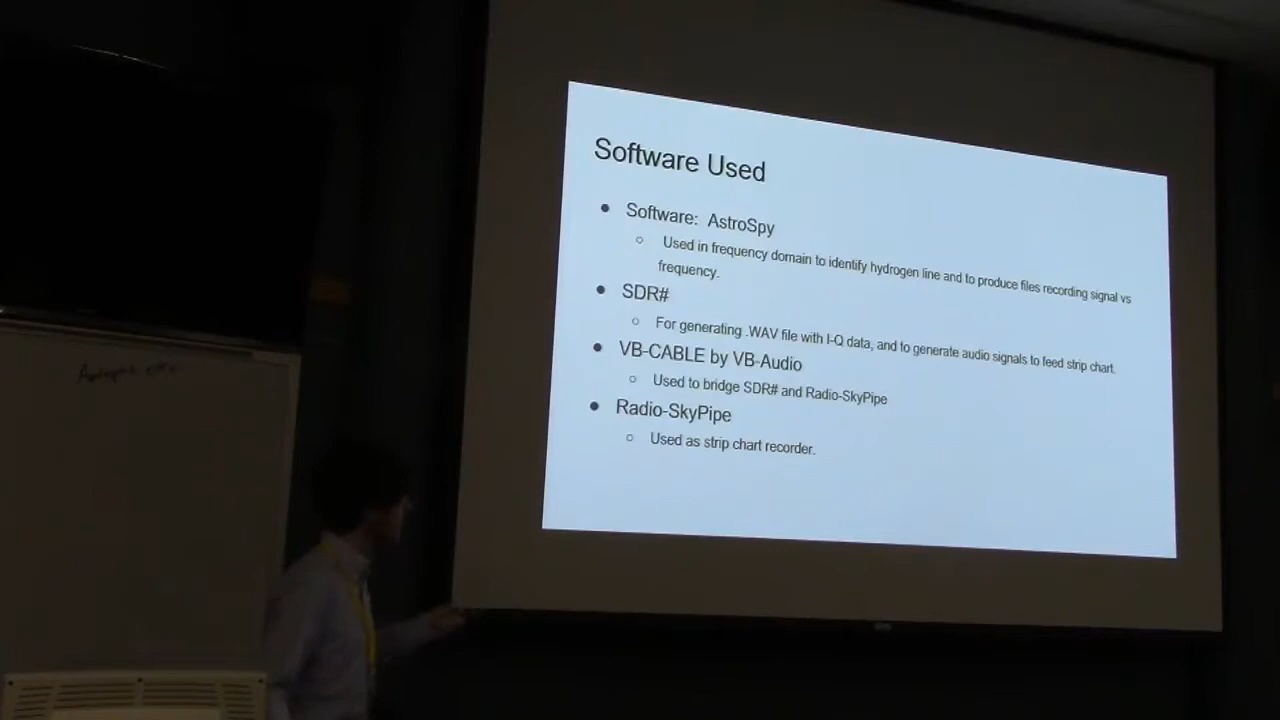 Software Used
● Software: AstroSpy
○ Used in frequency domain to identify hydrogen line and to produce files recording signal vs
frequency.
● SDR#
○ For generating .WAV file with I-Q data, and to generate audio signals to feed strip chart.
● VB-CABLE by VB-Audio
○ Used to bridge SDR# and Radio-SkyPipe
● Radio-SkyPipe
○ Used as strip chart recorder.